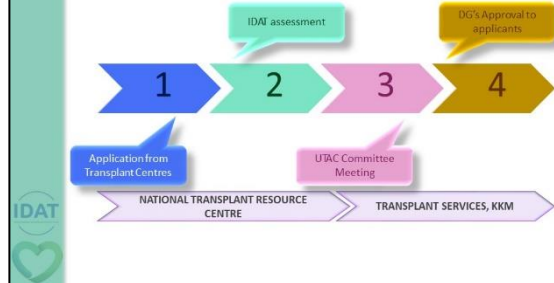 IDAT assessment
DG's Approval to
applicants
1
2
3
4
Application from
Transplant Centres
UTAC Committee
Meeting
NATIONAL TRANSPLANT RESOURCE
CENTRE
TRANSPLANT SERVICES, KKM
IDAT